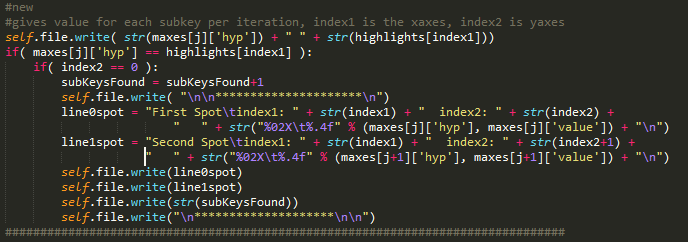 #new
#gives value for each subkey per iteration, index1 is the xaxes, index2 is yaxes
self.file.write( str(maxes[j]['hyp']) + " " + str(highlights[index1]))
if( maxes[j]['hyp'] == highlights[index1] ):
    if( index2 == 0 ):
        subKeysFound = subKeysFound+1
        self.file.write( "\n\n*********************\n")
        line0spot = "First Spot\tindex1: " + str(index1) + "  index2: " + str(index2) +
                        "   " + str("%02X\t%.4f" % (maxes[j]['hyp'], maxes[j]['value']) + "\n")
        line1spot = "Second Spot\tindex1: " + str(index1) + "  index2: " + str(index2+1) +
                    "   " + str("%02X\t%.4f" % (maxes[j+1]['hyp'], maxes[j+1]['value']) + "\n")
        self.file.write(line0spot)
        self.file.write(line1spot)
        self.file.write(str(subKeysFound))
        self.file.write("\n*********************\n\n")
################################################################################